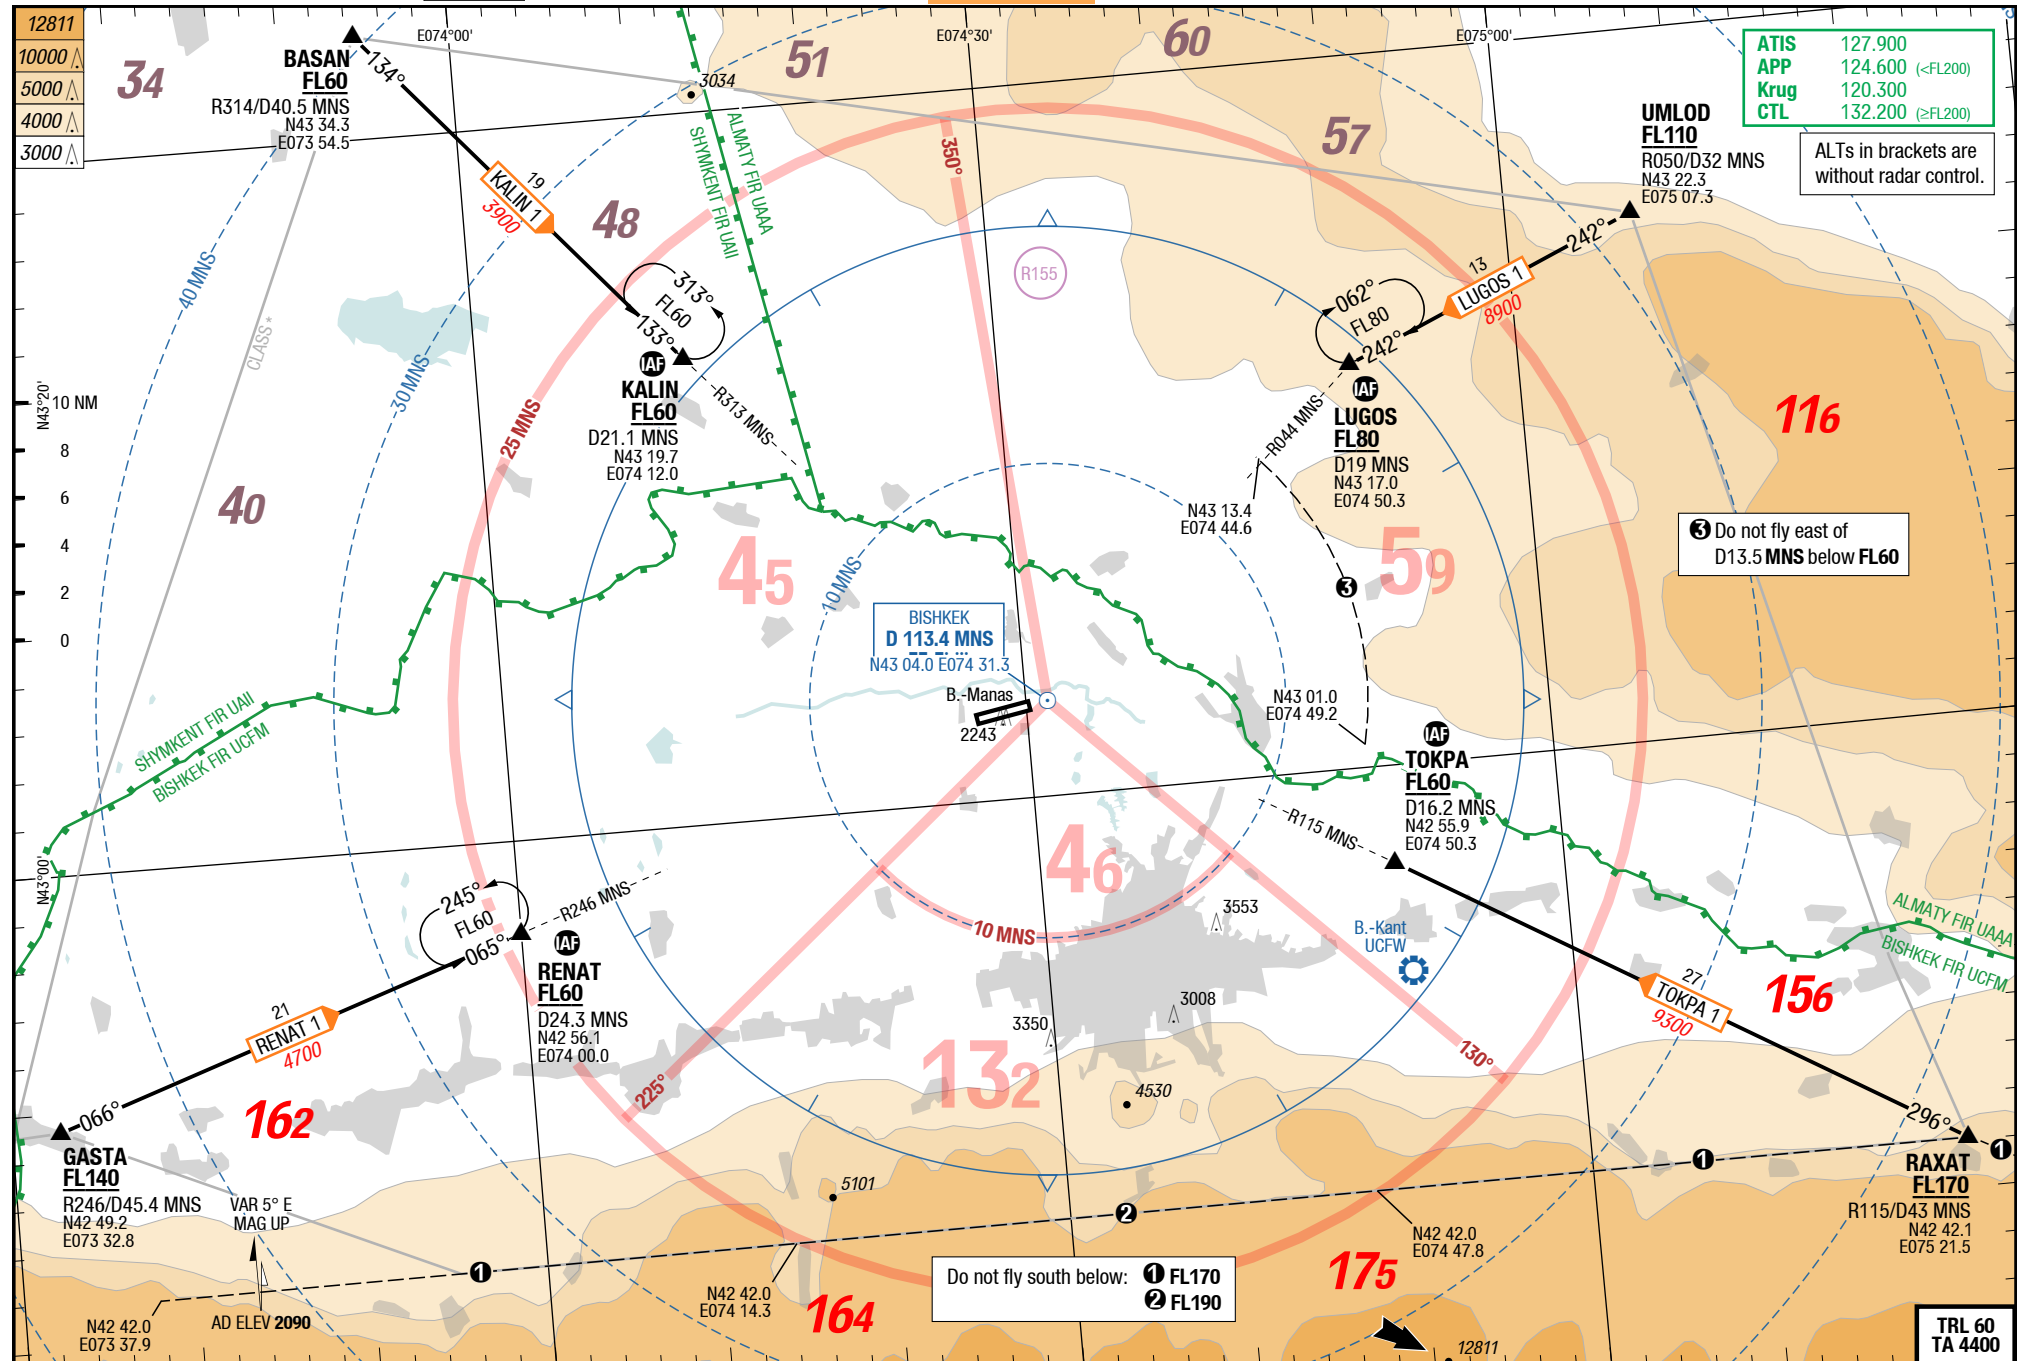 12811
10000
5000
4000
3000
34
BASAN
FL60
R314/D40.5 MNS
N43 34.3
E073 54.5
134°
E074°00'
51
3034
E074°30'
60
E075°00'
57
ATIS 127.900
APP 124.600 (<FL200)
Krug 120.300
CTL 132.200 (≥FL200)
ALTs in brackets are
without radar control.
UMLOD
FL110
R050/D32 MNS
N43 22.3
E075 07.3
242°
13
LUGOS 1
8900
062°
FL80
242°
IAF
LUGOS
FL80
D19 MNS
N43 17.0
E074 50.3
R044 MNS
19
KALIN 1
3900
48
ALMATY FIR UAAA
SHYMKENT FIR UAII
350°
R155
40 MNS
CLASS *
30 MNS
25 MNS
313°
FL60
133°
IAF
KALIN
FL60
D21.1 MNS
N43 19.7
E074 12.0
R313 MNS
N43°20'
10 NM
8
6
4
2
0
40
45
10 MNS
N43 13.4
E074 44.6
59
116
3
3 Do not fly east of
D13.5 MNS below FL60
BISHKEK
D 113.4 MNS
N43 04.0 E074 31.3
B.-Manas
2243
N43 01.0
E074 49.2
SHYMKENT FIR UAII
BISHKEK FIR UCFM
IAF
TOKPA
FL60
D16.2 MNS
N42 55.9
E074 50.3
R115 MNS
N43°00'
46
10 MNS
3553
3008
3350
B.-Kant
UCFW
ALMATY FIR UAAA
BISHKEK FIR UCFM
156
27
TOKPA 1
9300
296°
130°
225°
132
245°
FL60
065°
R246 MNS
IAF
RENAT
FL60
D24.3 MNS
N42 56.1
E074 00.0
21
RENAT 1
4700
066°
162
GASTA
FL140
R246/D45.4 MNS
N42 49.2
E073 32.8
VAR 5° E
MAG UP
4530
5101
1
1
RAXAT
FL170
R115/D43 MNS
N42 42.1
E075 21.5
2
1
N42 42.0
E074 47.8
N42 42.0
E074 14.3
164
Do not fly south below: 1 FL170
2 FL190
175
N42 42.0
E073 37.9
AD ELEV 2090
12811
TRL 60
TA 4400